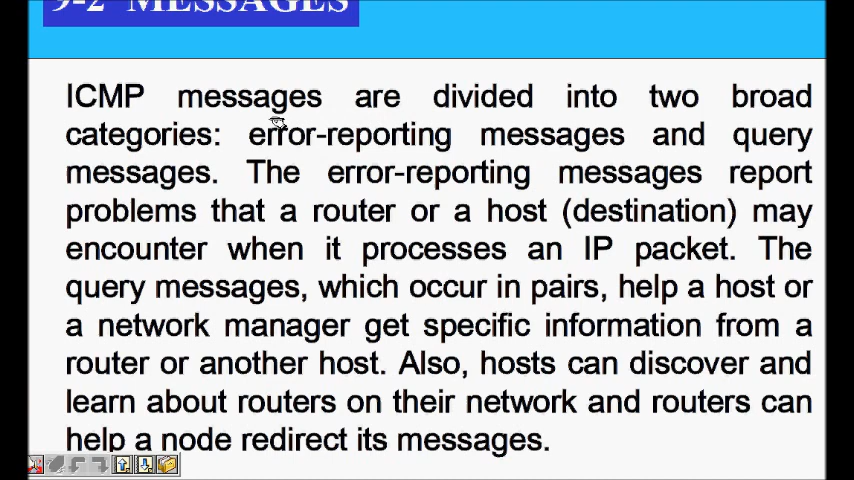 9-2 MESSAGES
ICMP messages are divided into two broad
categories: error-reporting messages and query
messages. The error-reporting messages report
problems that a router or a host (destination) may
encounter when it processes an IP packet. The
query messages, which occur in pairs, help a host or
a network manager get specific information from a
router or another host. Also, hosts can discover and
learn about routers on their network and routers can
help a node redirect its messages.